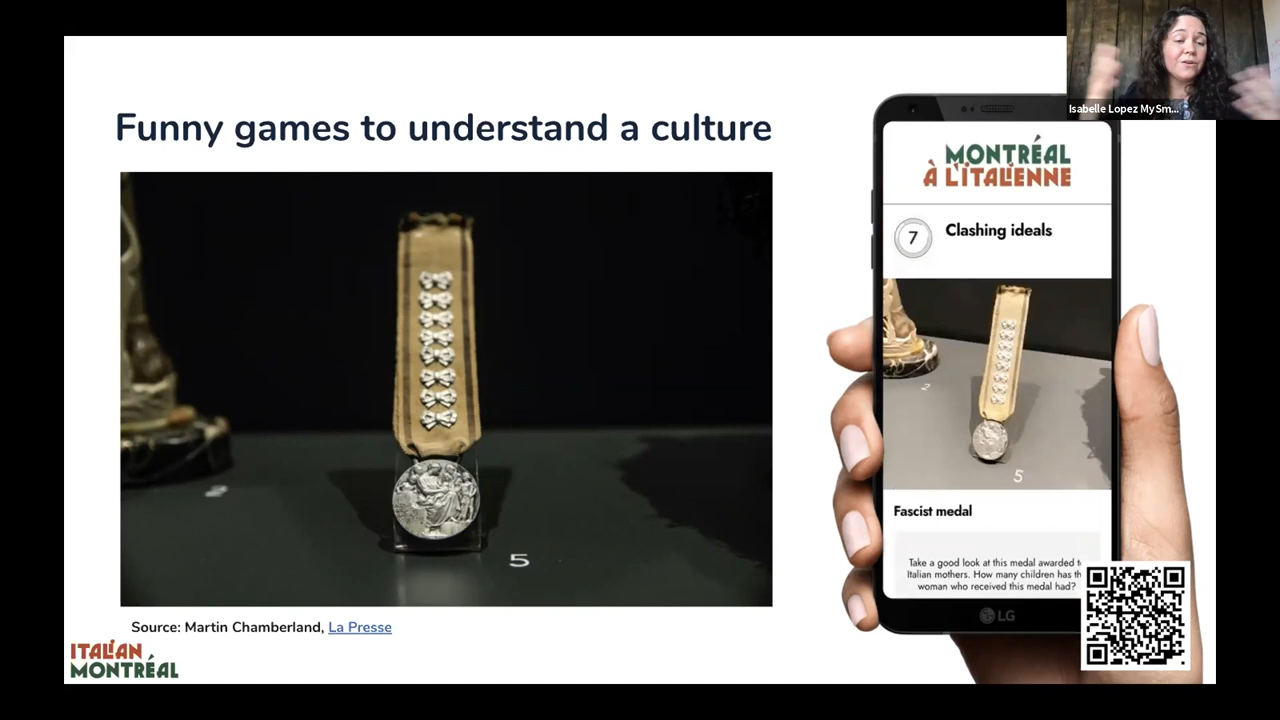 Isabelle Lopez MySm...
Funny games to understand a culture
MONTRÉAL
À L'ITALIENNE
7
Clashing ideals
2
5
2
5
Fascist medal
Take a good look at this medal awarded t
Italian mothers. How many children has th
woman who received this medal had?
LG
Source: Martin Chamberland, La Presse
ITALIAN
MONTRÉAL